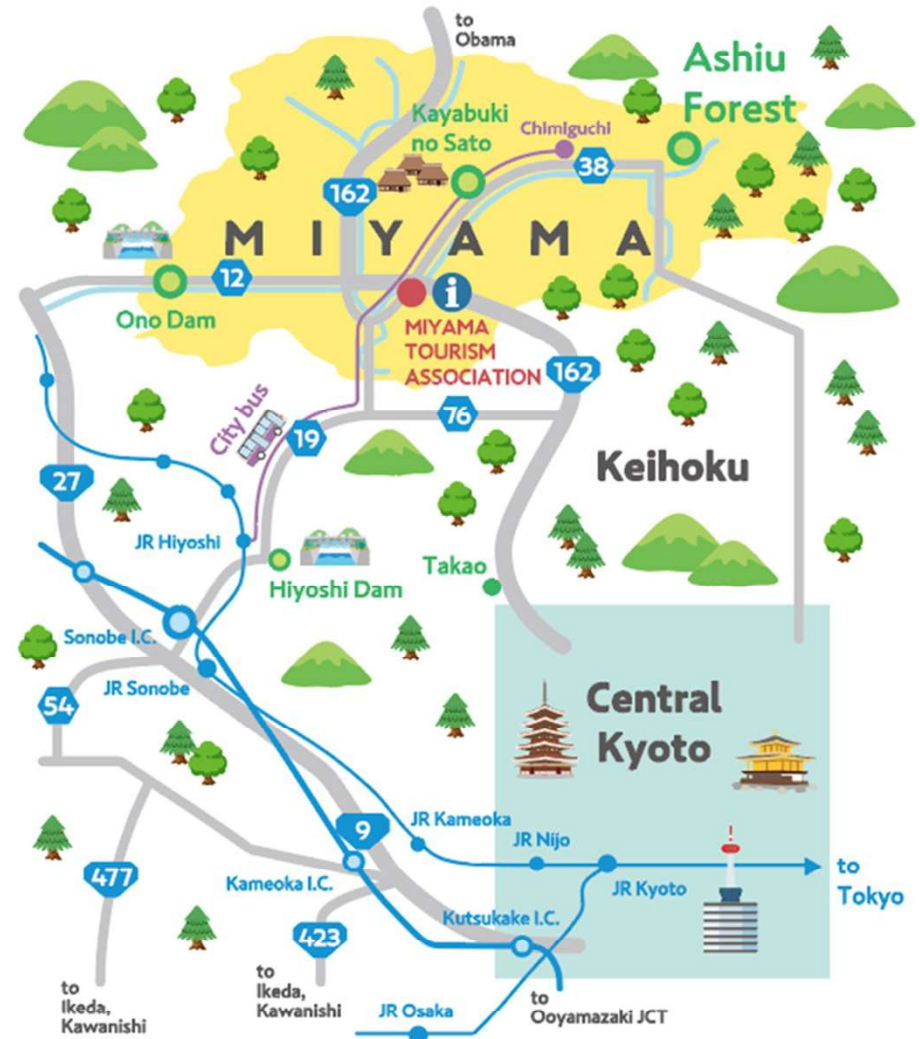 to
Obama
Ashiu
Forest
Kayabuki
no Sato
Chimiguchi
38
162
MIYAMA
12
i
Ono Dam
MIYAMA
TOURISM
ASSOCIATION
162
City bus
19
76
27
Keihoku
JR Hiyoshi
Takao
Hiyoshi Dam
Sonobe I.C.
JR Sonobe
54
Central
Kyoto
9
JR Kameoka
JR Nijo
to
Tokyo
477
Kameoka I.C.
JR Kyoto
423
Kutsukake I.C.
to
Ikeda,
Kawanishi
to
Ikeda,
Kawanishi
JR Osaka
to
Ooyamazaki JCT